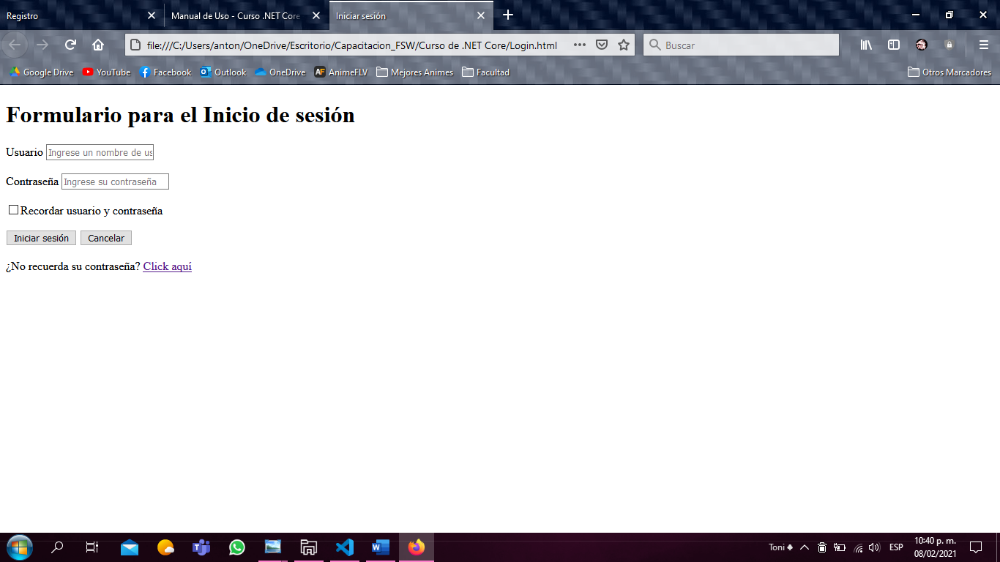 Registro
Manual de Uso - Curso .NET Core
Iniciar sesión
file:///C:/Users/anton/OneDrive/Escritorio/Capacitacion_FSW/Curso de .NET Core/Login.html
Buscar
Google Drive YouTube Facebook Outlook OneDrive AF AnimeFLV Mejores Animes Facultad Otros Marcadores
Formulario para el Inicio de sesión
Usuario Ingrese un nombre de us
Contraseña Ingrese su contraseña
Recordar usuario y contraseña
Iniciar sesión Cancelar
¿No recuerda su contraseña? Click aquí
Toni ESP 10:40 p. m.
08/02/2021